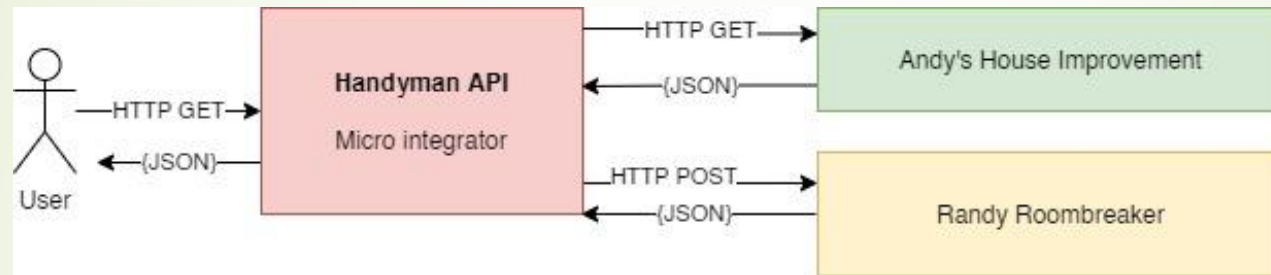 HTTP GET
{JSON}
User
Handyman API
Micro integrator
HTTP GET
{JSON}
HTTP POST
{JSON}
Andy's House Improvement
Randy Roombreaker